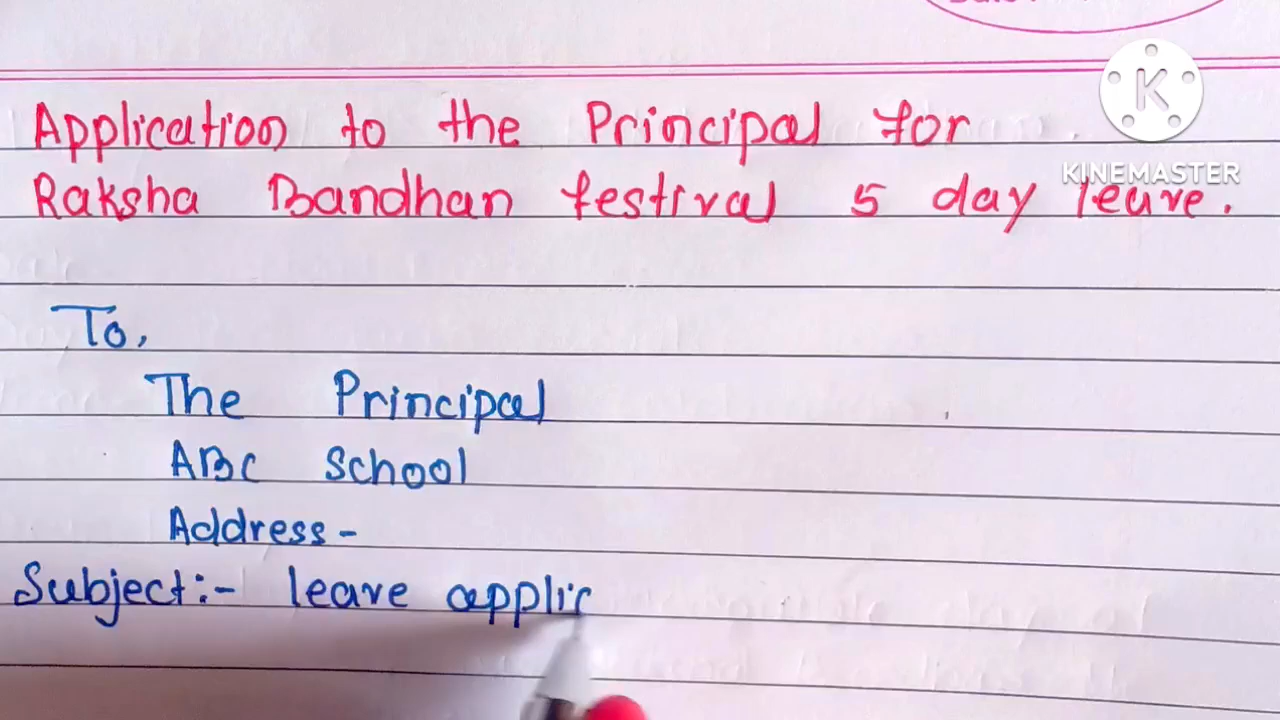 Application to the Principal for
Raksha Bandhan festival 5 day leave.
KINEMASTER
To,
The Principal
ABC School
Address -
Subject:- leave applic